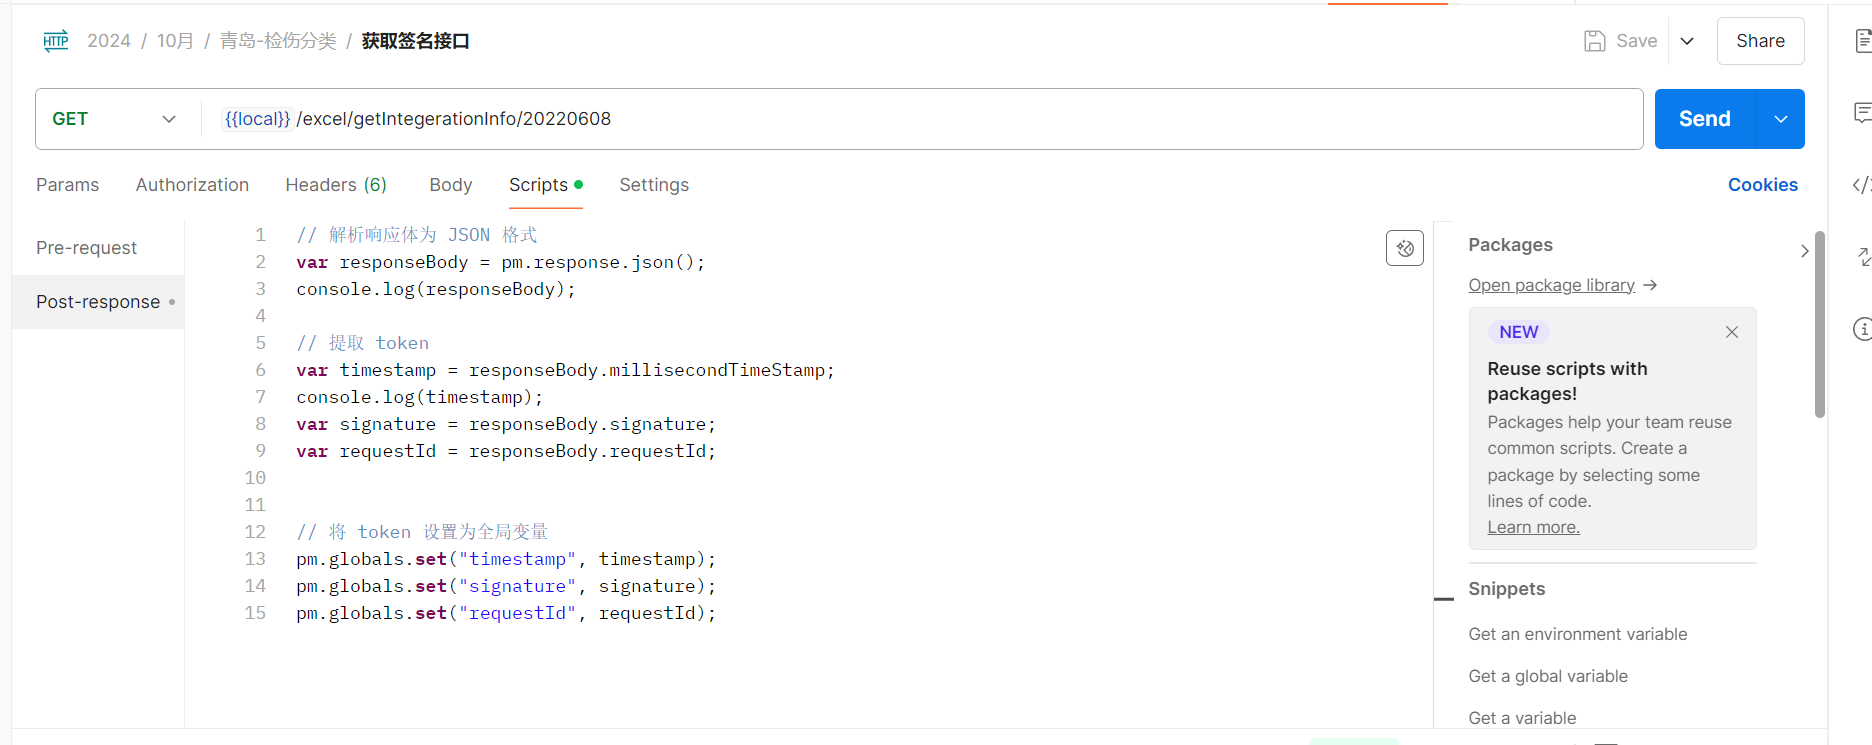 HTTP 2024 / 10月 / 青岛-检伤分类 / 获取签名接口
Save
Share
GET
{{local}} /excel/getIntegerationInfo/20220608
Send
Params Authorization Headers (6) Body Scripts Settings
Cookies
Pre-request
Post-response
1 // 解析响应体为 JSON 格式
2 var responseBody = pm.response.json();
3 console.log(responseBody);
4
5 // 提取 token
6 var timestamp = responseBody.millisecondTimeStamp;
7 console.log(timestamp);
8 var signature = responseBody.signature;
9 var requestId = responseBody.requestId;
10
11
12 // 将 token 设置为全局变量
13 pm.globals.set("timestamp", timestamp);
14 pm.globals.set("signature", signature);
15 pm.globals.set("requestId", requestId);
Packages
Open package library →
NEW
Reuse scripts with
packages!
Packages help your team reuse
common scripts. Create a
package by selecting some
lines of code.
Learn more.
Snippets
Get an environment variable
Get a global variable
Get a variable